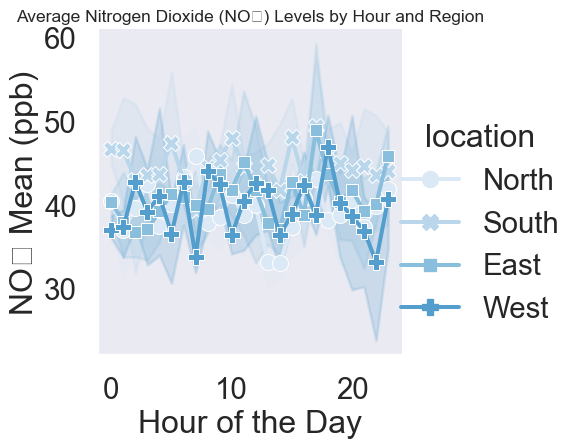 Average Nitrogen Dioxide (NO▯) Levels by Hour and Region
60
50
40
30
NO▯ Mean (ppb)
0 10 20
Hour of the Day
location
North
South
East
West